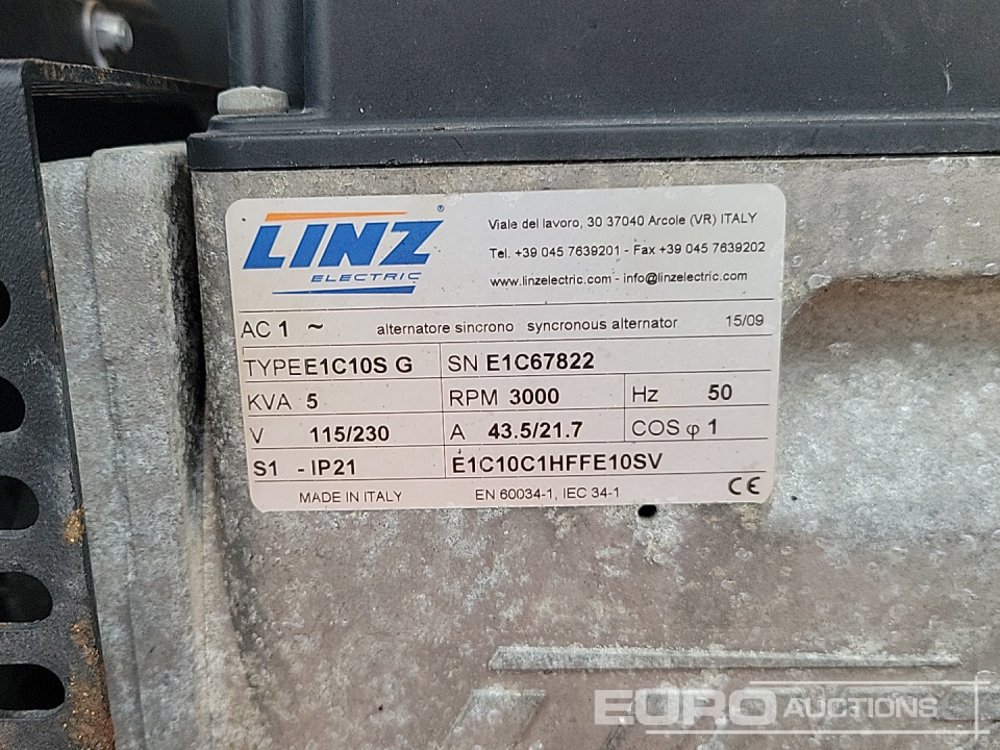 LINZ®
ELECTRIC
Viale del lavoro, 30 37040 Arcole (VR) ITALY
Tel. +39 045 7639201 - Fax +39 045 7639202
www.linzelectric.com - info@linzelectric.com
AC 1 ~ alternatore sincrono syncronous alternator 15/09
TYPE E1C10S G SN E1C67822
KVA 5 RPM 3000 Hz 50
V 115/230 A 43.5/21.7 COS φ 1
S1 - IP21 E1C10C1HFFE10SV
MADE IN ITALY EN 60034-1, IEC 34-1 CE
EURO AUCTIONS